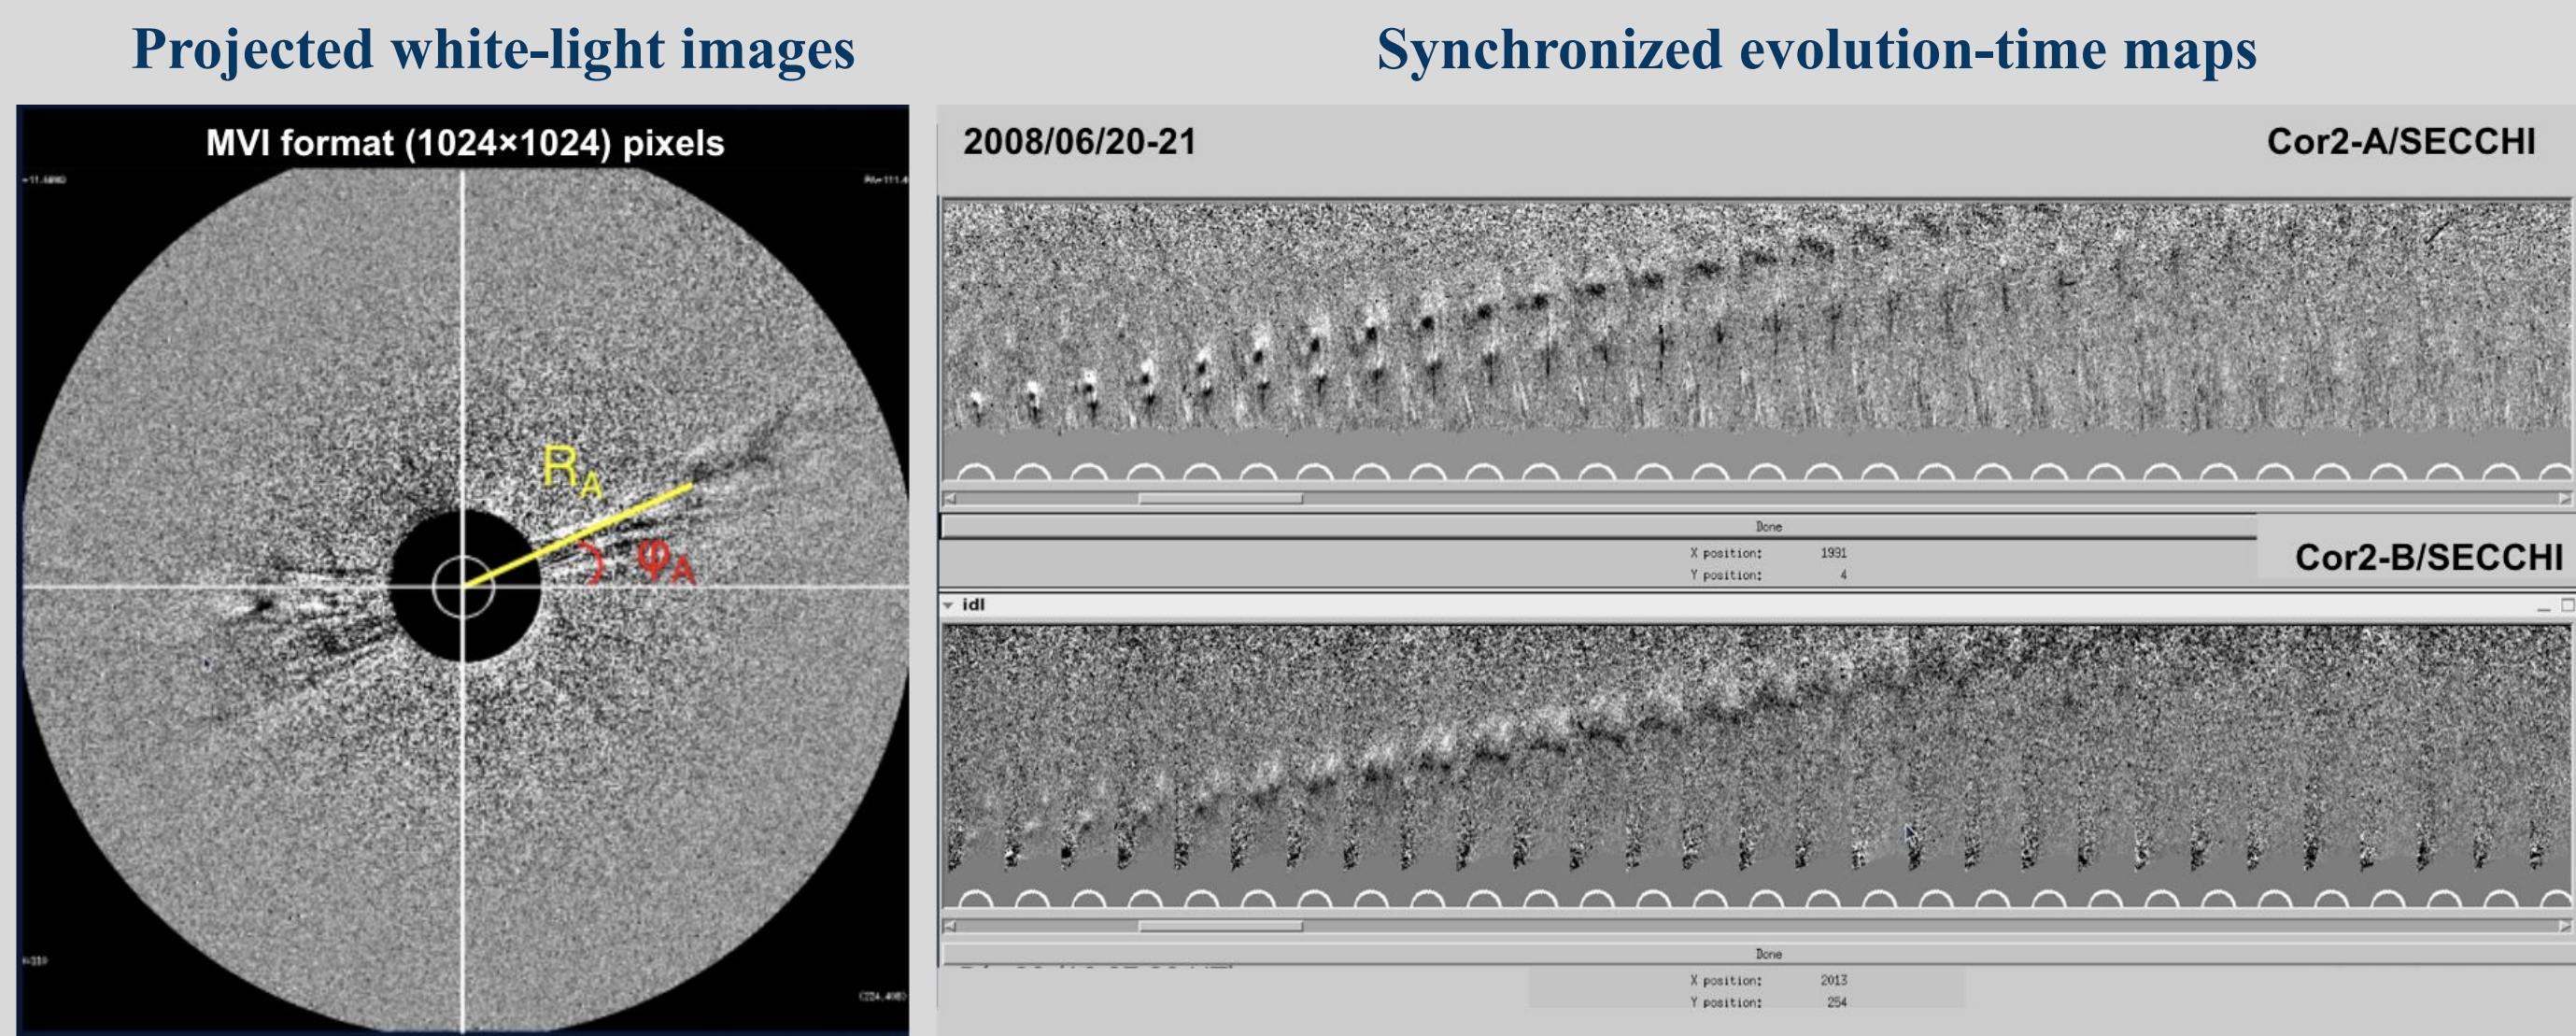 Projected white-light images
Synchronized evolution-time maps
MVI format (1024×1024) pixels
R_A
φ_A
2008/06/20-21
Cor2-A/SECCHI
Done
X position: 1991
Y position: 4
Cor2-B/SECCHI
idl
Done
X position: 2013
Y position: 254